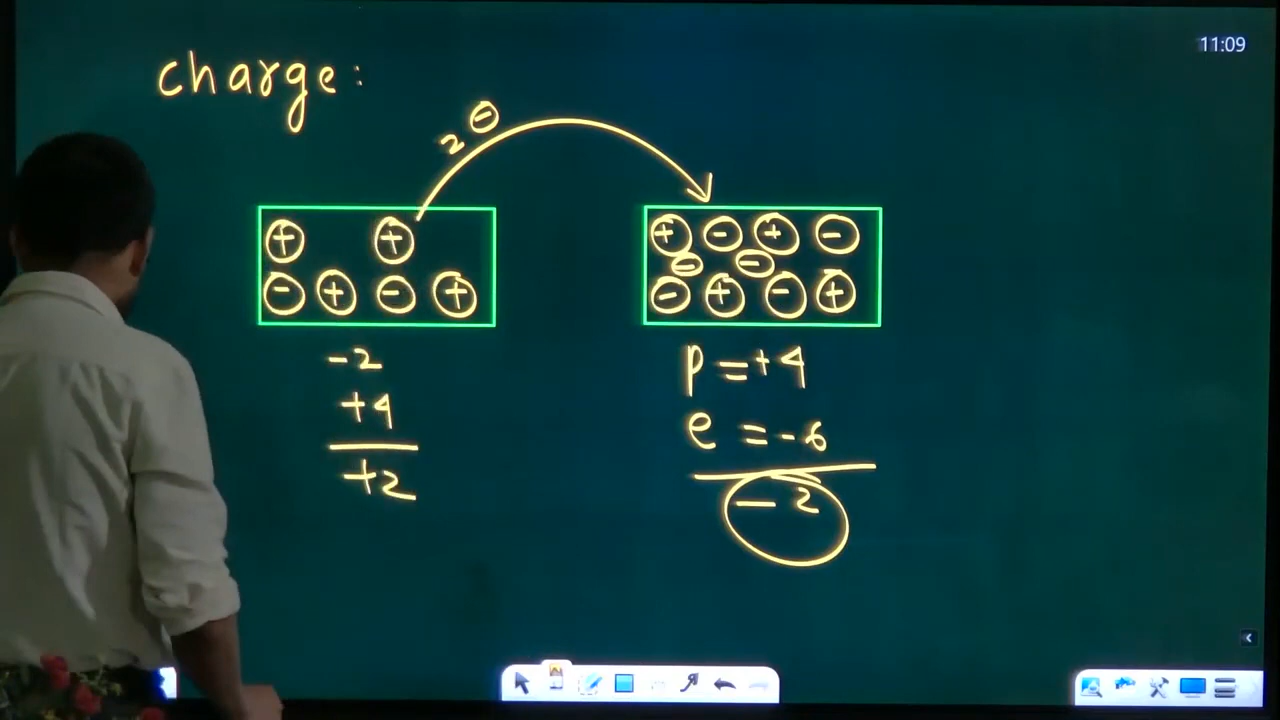 11:09
charge:
2 ⊖
+ +
- + - +
+ - + -
- -
- + - +
-2
+4
+2
p = +4
e = -6
-2